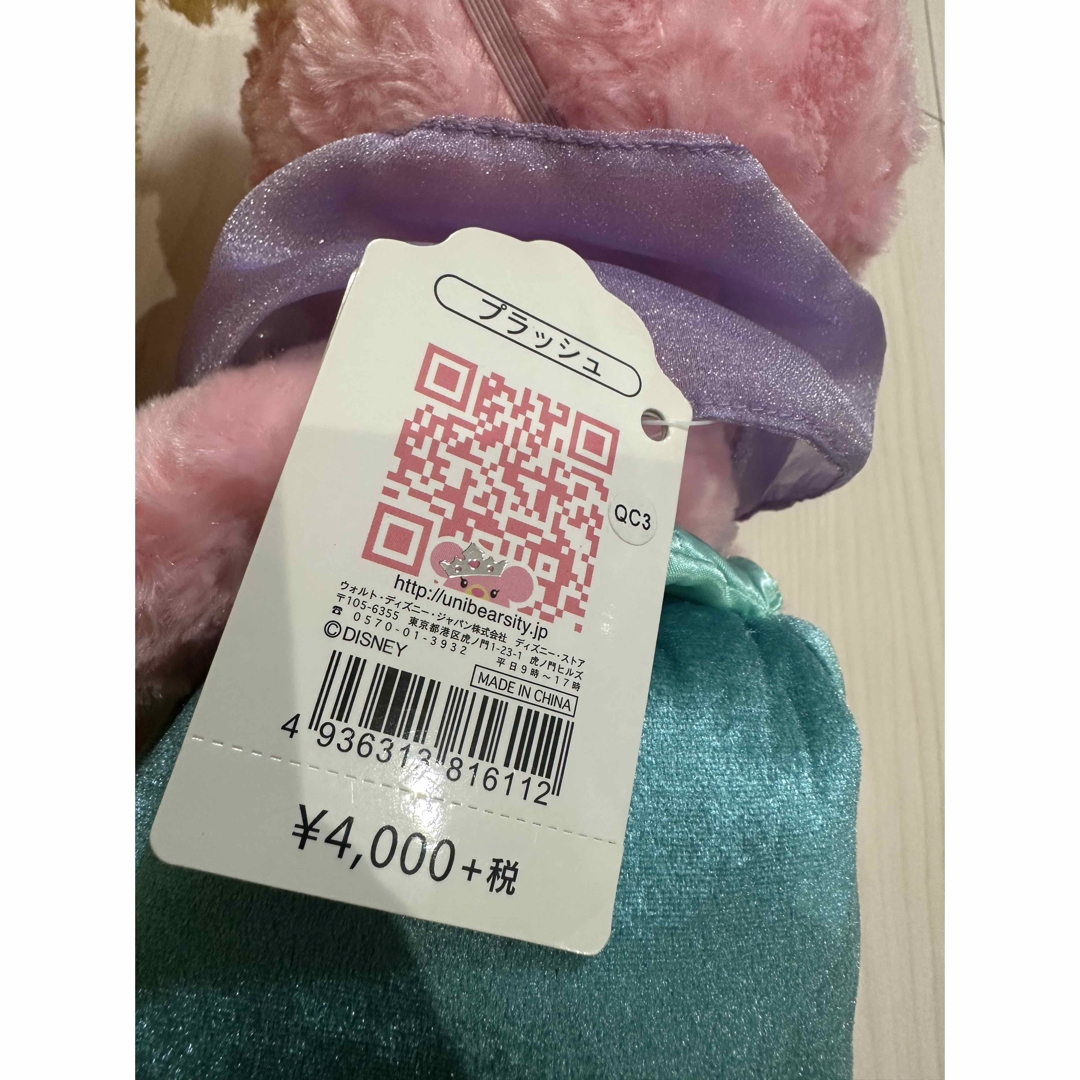 プラッシュ
QC3
http://unibearsity.jp
ウォルト・ディズニー・ジャパン株式会社 ディズニー・ストア
〒105-6355 東京都港区虎ノ門1-23-1 虎ノ門ヒルズ
☎ 0570-01-3932 平日9時~17時
©DISNEY
MADE IN CHINA
4 936313 816112
¥4,000+税